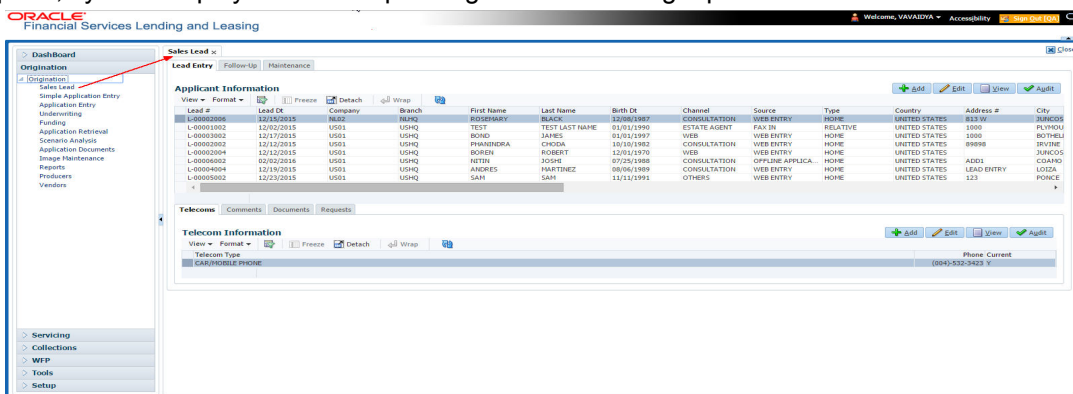 ORACLE
Financial Services Lending and Leasing
Welcome, VAVAIDYA Accessibility Sign Out [QA]
Close
DashBoard
Origination
Origination
Sales Lead
Simple Application Entry
Application Entry
Underwriting
Funding
Application Retrieval
Scenario Analysis
Application Documents
Image Maintenance
Reports
Producers
Vendors
Servicing
Collections
WFP
Tools
Setup
Sales Lead ×
Lead Entry Follow-Up Maintenance
Applicant Information
Add Edit View Audit
View Format Freeze Detach Wrap
Lead # Lead Dt Company Branch First Name Last Name Birth Dt Channel Source Type Country Address # City
L-00002006 12/15/2015 NL02 NLHQ ROSEMARY BLACK 12/08/1987 CONSULTATION WEB ENTRY HOME UNITED STATES 813 W JUNCOS
L-00001002 12/02/2015 US01 USHQ TEST TEST LAST NAME 01/01/1990 ESTATE AGENT FAX IN RELATIVE UNITED STATES 1000 PLYMOU
L-00003002 12/17/2015 US01 USHQ BOND JAMES 01/01/1997 WEB WEB ENTRY HOME UNITED STATES 1000 BOTHELL
L-00002002 12/12/2015 US01 USHQ PHANINDRA CHODA 10/10/1982 CONSULTATION WEB ENTRY HOME UNITED STATES 89898 IRVINE
L-00002004 12/12/2015 US01 USHQ BOREN ROBERT 12/01/1970 WEB WEB ENTRY HOME UNITED STATES JUNCOS
L-00006002 02/02/2016 US01 USHQ NITIN JOSHI 07/25/1988 CONSULTATION OFFLINE APPLICA... HOME UNITED STATES ADD1 COAMO
L-00004004 12/19/2015 US01 USHQ ANDRES MARTINEZ 08/06/1989 CONSULTATION WEB ENTRY HOME UNITED STATES LEAD ENTRY LOIZA
L-00005002 12/23/2015 US01 USHQ SAM SAM 11/11/1991 OTHERS WEB ENTRY HOME UNITED STATES 123 PONCE
Telecoms Comments Documents Requests
Telecom Information
Add Edit View Audit
View Format Freeze Detach Wrap
Telecom Type Phone Current
CAR/MOBILE PHONE (004)-532-3423 Y